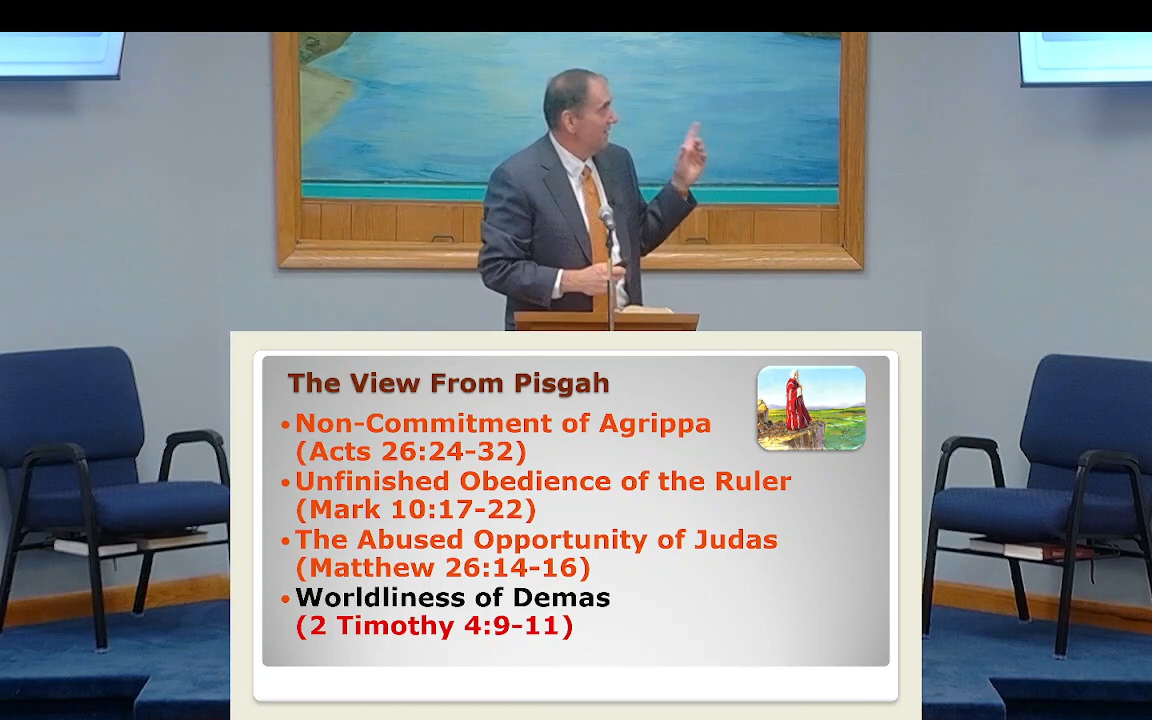 The View From Pisgah
•Non-Commitment of Agrippa
(Acts 26:24-32)
•Unfinished Obedience of the Ruler
(Mark 10:17-22)
•The Abused Opportunity of Judas
(Matthew 26:14-16)
•Worldliness of Demas
(2 Timothy 4:9-11)